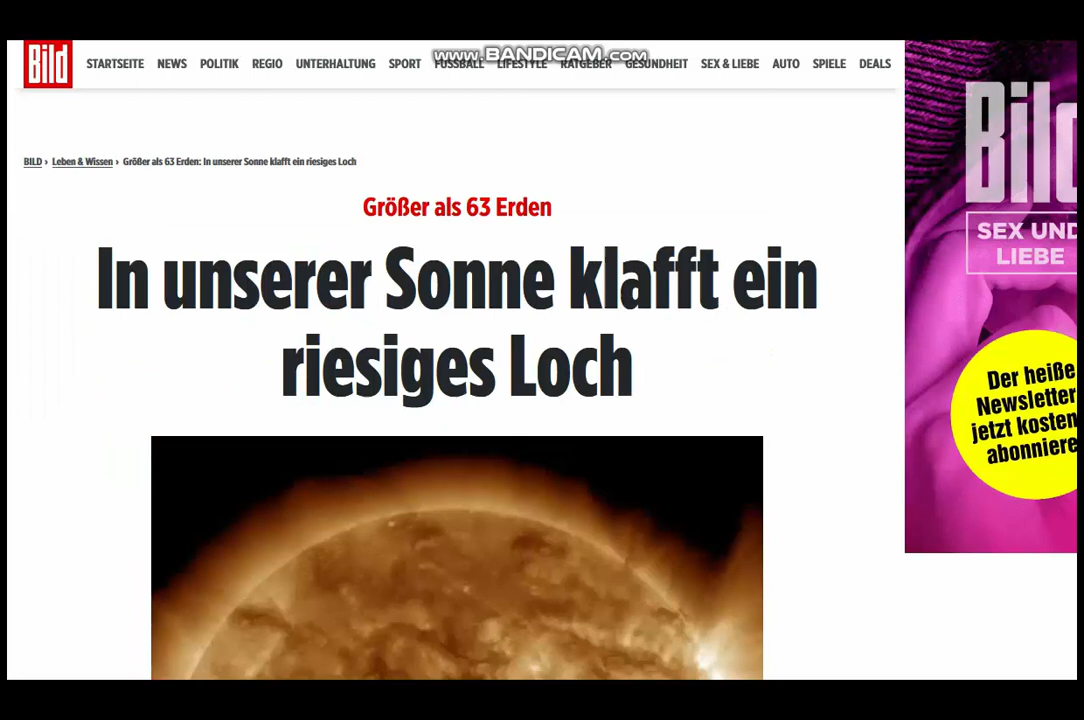 www.BANDICAM.com
Bild
STARTSEITE NEWS POLITIK REGIO UNTERHALTUNG SPORT FUSSBALL LIFESTYLE RATGEBER GESUNDHEIT SEX & LIEBE AUTO SPIELE DEALS
BILD › Leben & Wissen › Größer als 63 Erden: In unserer Sonne klafft ein riesiges Loch
Größer als 63 Erden
In unserer Sonne klafft ein
riesiges Loch
Bild
SEX UND
LIEBE
Der heiße
Newsletter
jetzt kosten
abonniere